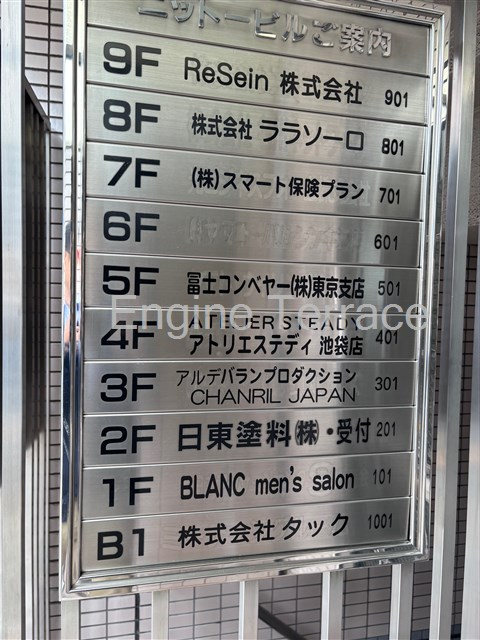 ニットービルご案内
9F ReSein 株式会社 901
8F 株式会社 ララソーロ 801
7F (株)スマート保険プラン 701
6F 601
5F 冨士コンベヤー(株)東京支店 501
4F ATELIER STEADY
アトリエステディ 池袋店 401
3F アルデバランプロダクション
CHANRIL JAPAN 301
2F 日東塗料㈱・受付 201
1F BLANC men's salon 101
B1 株式会社 タック 1001
Engine Terrace